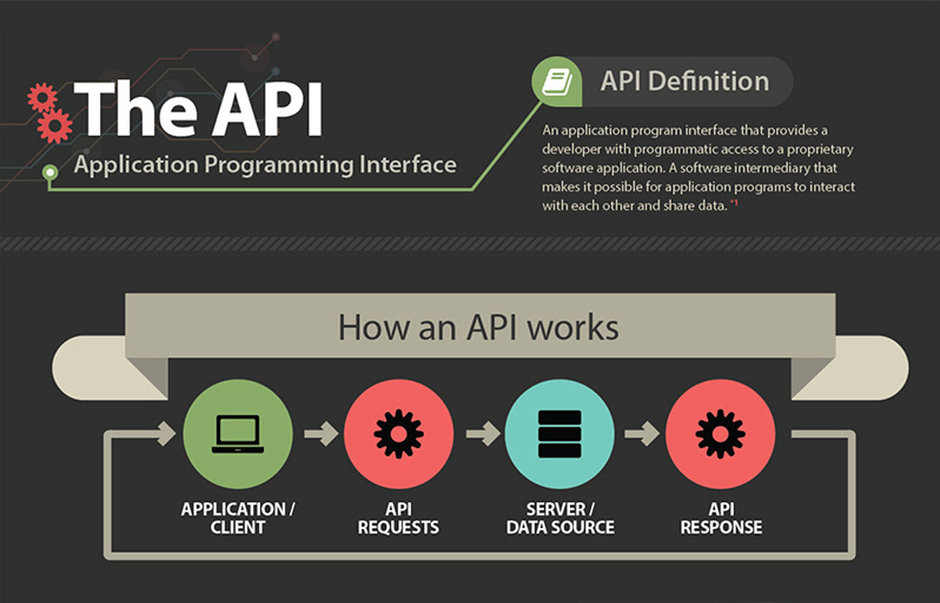 The API
Application Programming Interface
API Definition
An application program interface that provides a
developer with programmatic access to a proprietary
software application. A software intermediary that
makes it possible for application programs to interact
with each other and share data. *1
How an API works
APPLICATION /
CLIENT
API
REQUESTS
SERVER /
DATA SOURCE
API
RESPONSE